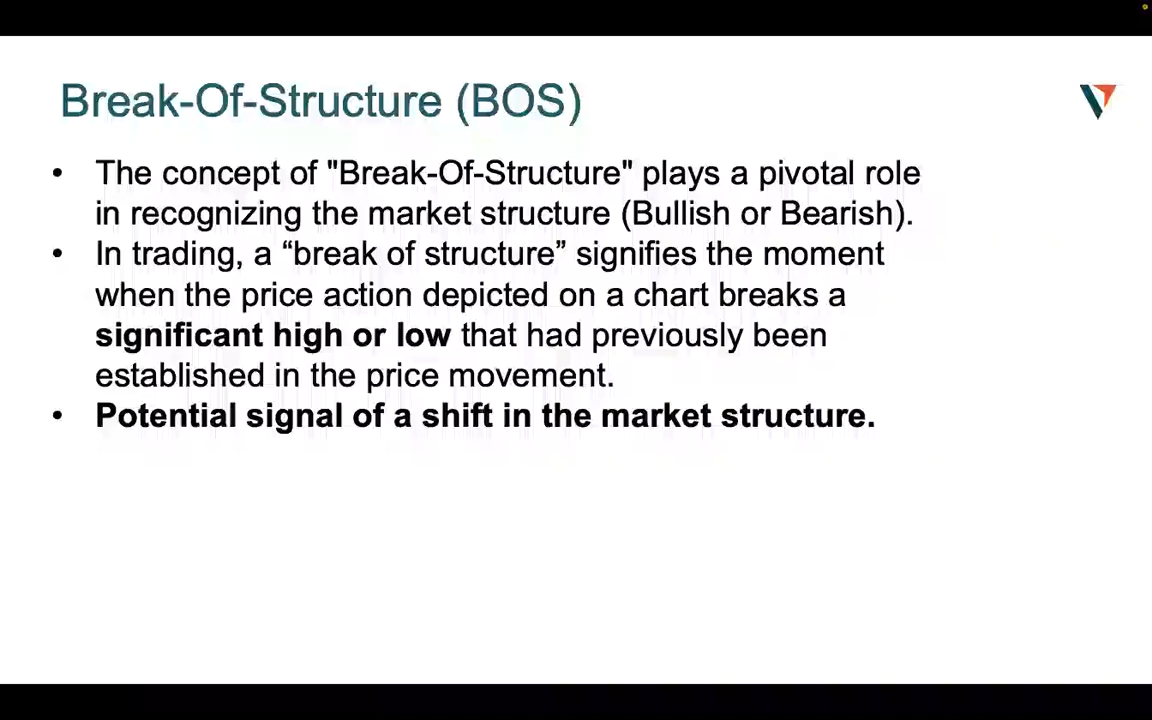 Break-Of-Structure (BOS)
• The concept of "Break-Of-Structure" plays a pivotal role
in recognizing the market structure (Bullish or Bearish).
• In trading, a “break of structure” signifies the moment
when the price action depicted on a chart breaks a
significant high or low that had previously been
established in the price movement.
• Potential signal of a shift in the market structure.